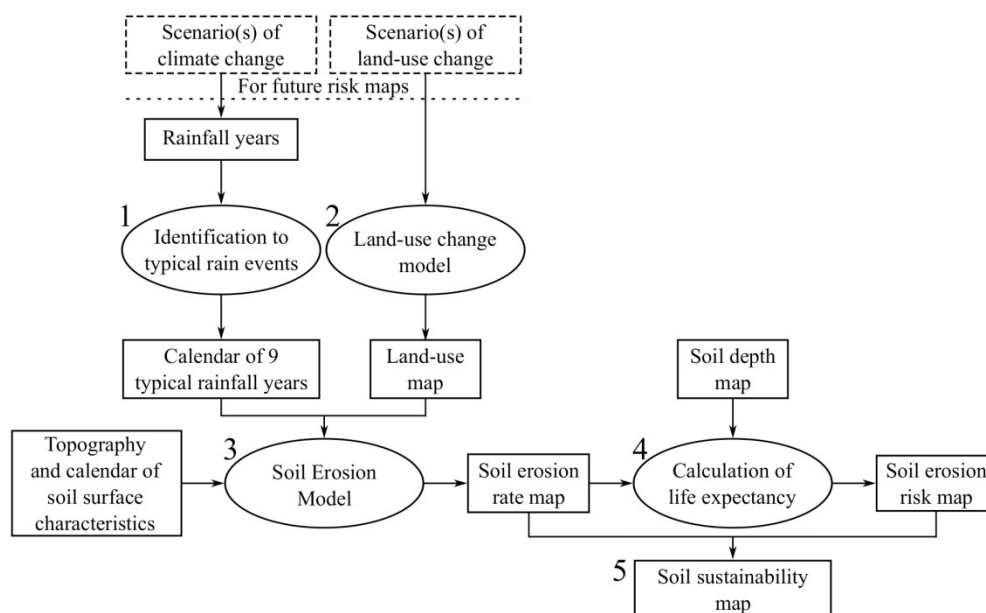 Scenario(s) of
climate change
Scenario(s) of
land-use change
For future risk maps
Rainfall years
1
Identification to
typical rain events
2
Land-use change
model
Calendar of 9
typical rainfall years
Land-use
map
Soil depth
map
Topography
and calendar of
soil surface
characteristics
3
Soil Erosion
Model
Soil erosion
rate map
4
Calculation of
life expectancy
Soil erosion
risk map
5
Soil sustainability
map